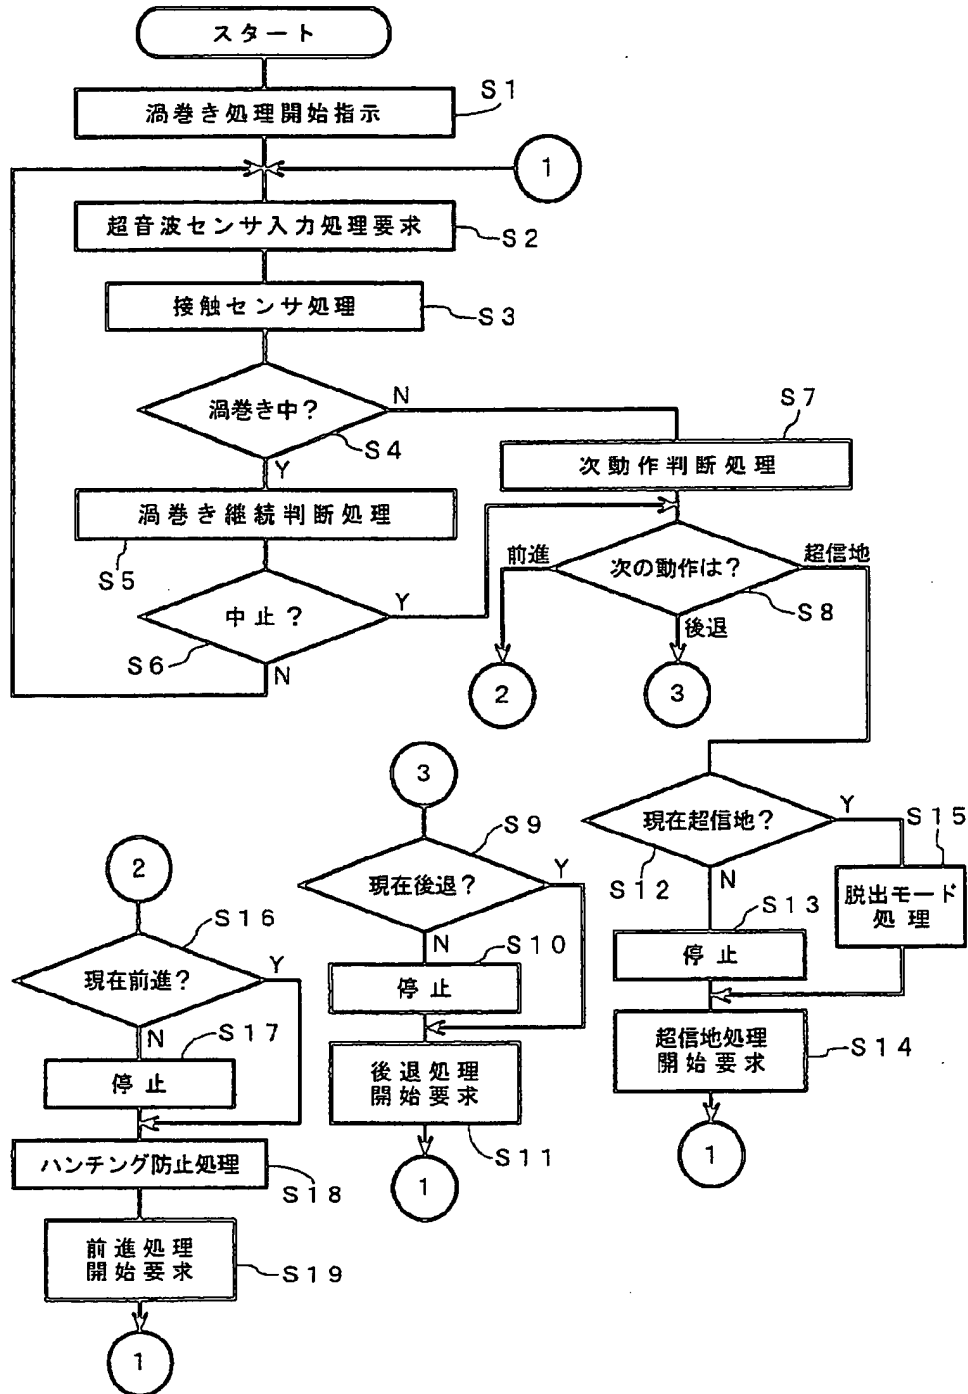 スタート
渦巻き処理開始指示
S1
1
超音波センサ入力処理要求
S2
接触センサ処理
S3
渦巻き中？
N
S4
Y
S7
次動作判断処理
渦巻き継続判断処理
S5
前進
次の動作は？
超信地
S8
後退
中止？
Y
S6
N
2
3
3
現在超信地？
Y
S15
S12
N
脱出モード
処理
S13
停止
超信地処理
開始要求
S14
1
S9
現在後退？
Y
N
S10
停止
後退処理
開始要求
S11
1
2
S16
現在前進？
Y
N
S17
停止
ハンチング防止処理
S18
前進処理
開始要求
S19
1